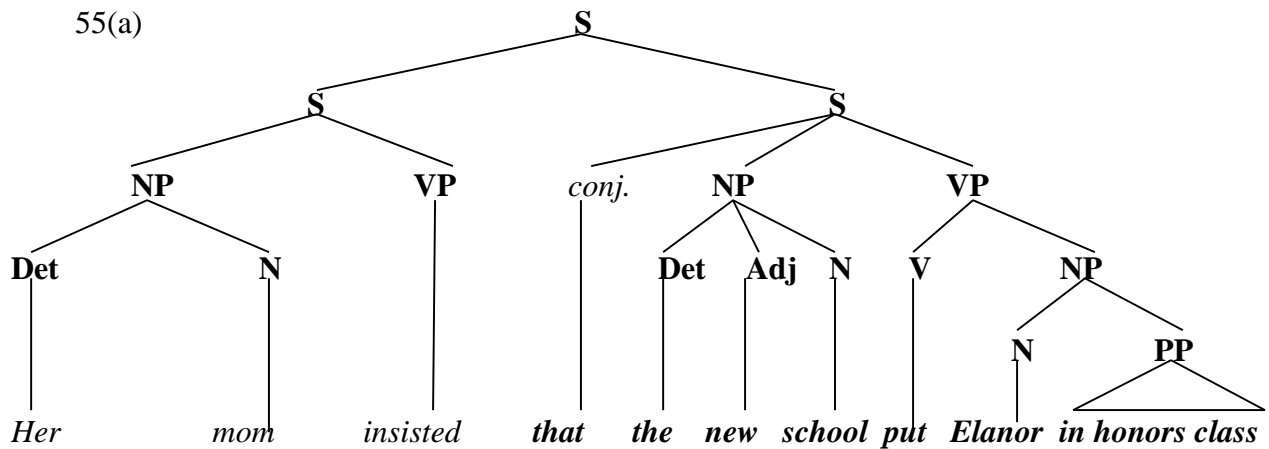 55(a) S
S S
NP VP conj. NP VP
Det N Det Adj N V NP
N PP
Her mom insisted that the new school put Elanor in honors class